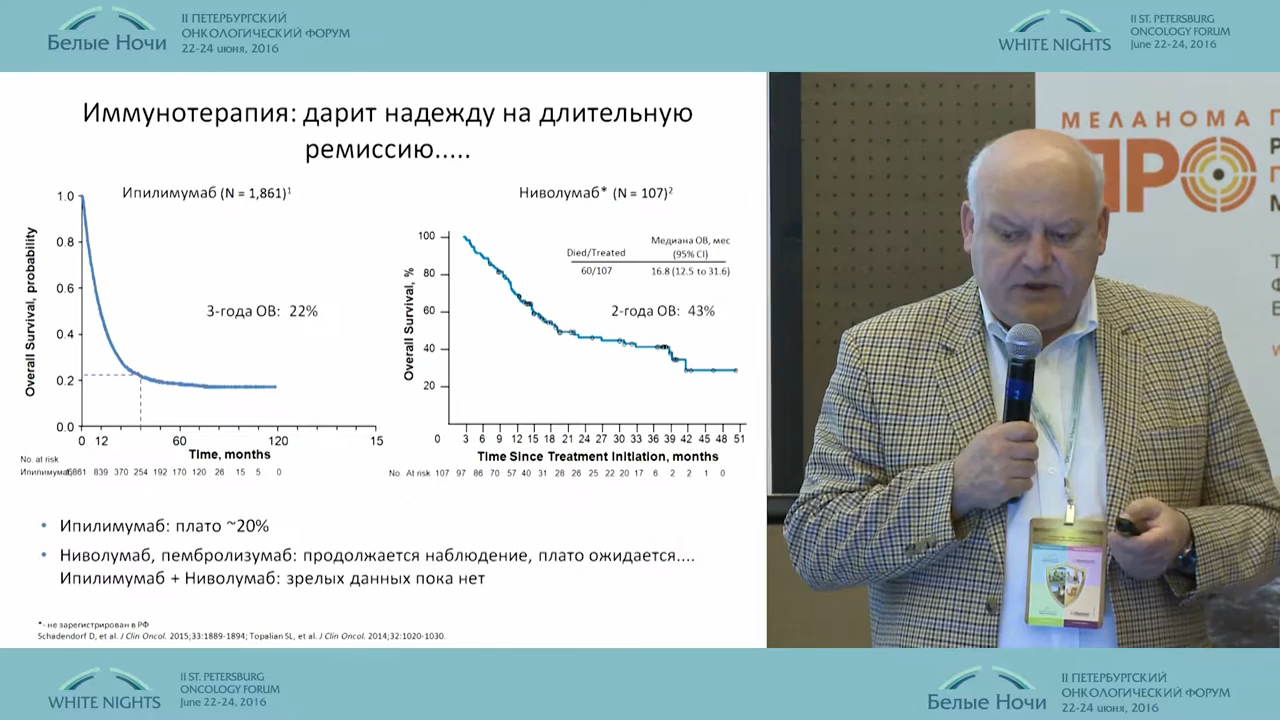 Белые Ночи
II ПЕТЕРБУРГСКИЙ
ОНКОЛОГИЧЕСКИЙ ФОРУМ
22-24 июня, 2016
WHITE NIGHTS
II ST. PETERSBURG
ONCOLOGY FORUM
June 22-24, 2016
Иммунотерапия: дарит надежду на длительную
ремиссию.....
Ипилимумаб (N = 1,861)¹
Overall Survival, probability
1.0
0.8
0.6
0.4
0.2
0.0
3-года ОВ: 22%
0 12 60 120 15
Time, months
No. at risk
Ипилимумаб 1861 839 370 254 192 170 120 26 15 5 0
Ниволумаб* (N = 107)²
Overall Survival, %
100
80
60
40
20
Died/Treated
Медиана ОВ, мес
(95% CI)
60/107 16.8 (12.5 to 31.6)
2-года ОВ: 43%
0 3 6 9 12 15 18 21 24 27 30 33 36 39 42 45 48 51
Time Since Treatment Initiation, months
No. At risk 107 97 86 70 57 40 31 28 26 25 22 20 17 6 2 2 1 0
• Ипилимумаб: плато ~20%
• Ниволумаб, пембролизумаб: продолжается наблюдение, плато ожидается....
Ипилимумаб + Ниволумаб: зрелых данных пока нет
*- не зарегистрирован в РФ
Schadendorf D, et al. J Clin Oncol. 2015;33:1889-1894; Topalian SL, et al. J Clin Oncol. 2014;32:1020-1030.
МЕЛАНОМА
ПРО
WHITE NIGHTS
II ST. PETERSBURG
ONCOLOGY FORUM
June 22-24, 2016
Белые Ночи
II ПЕТЕРБУРГСКИЙ
ОНКОЛОГИЧЕСКИЙ ФОРУМ
22-24 июня, 2016